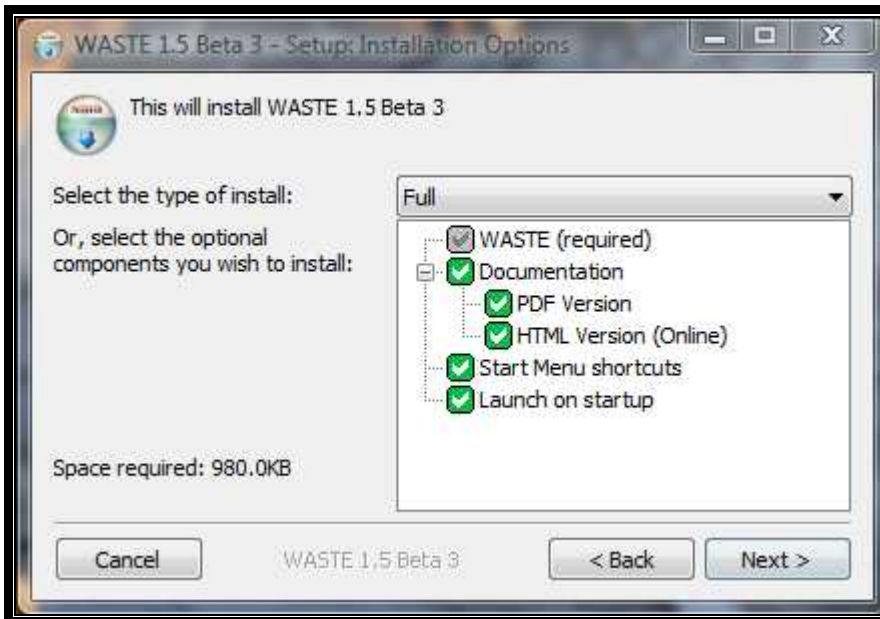 WASTE 1.5 Beta 3 - Setup: Installation Options
This will install WASTE 1.5 Beta 3
Select the type of install:
Full
Or, select the optional
components you wish to install:
WASTE (required)
Documentation
PDF Version
HTML Version (Online)
Start Menu shortcuts
Launch on startup
Space required: 980.0KB
Cancel
WASTE 1.5 Beta 3
< Back
Next >